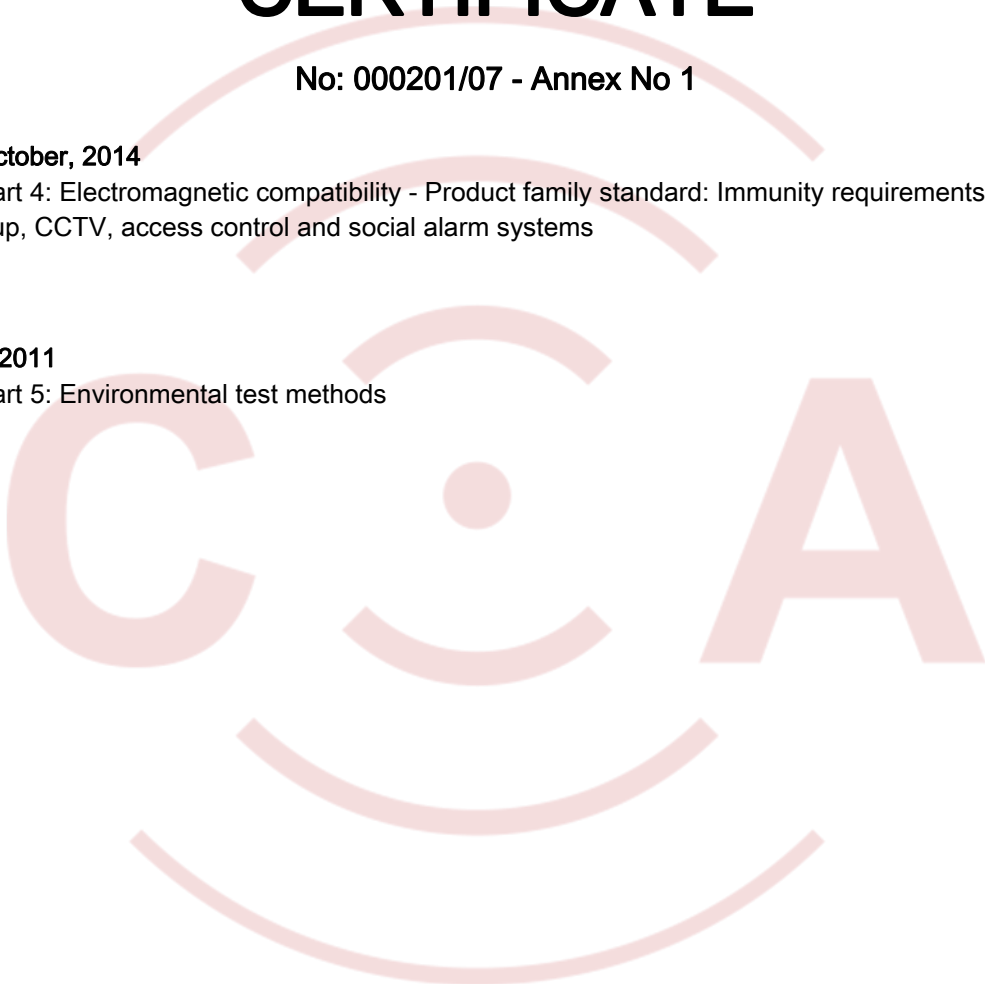 CERTIFICATE
No: 000201/07 - Annex No 1
ctober, 2014
art 4: Electromagnetic compatibility - Product family standard: Immunity requirements
up, CCTV, access control and social alarm systems
2011
art 5: Environmental test methods
C A